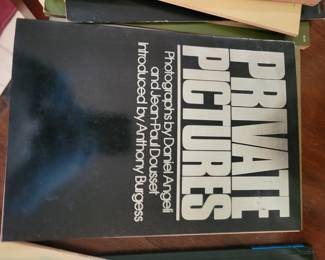 PRIVATE
PICTURES
Photographs by Daniel Angeli
and Jean-Paul Dousset
Introduced by Anthony Burgess